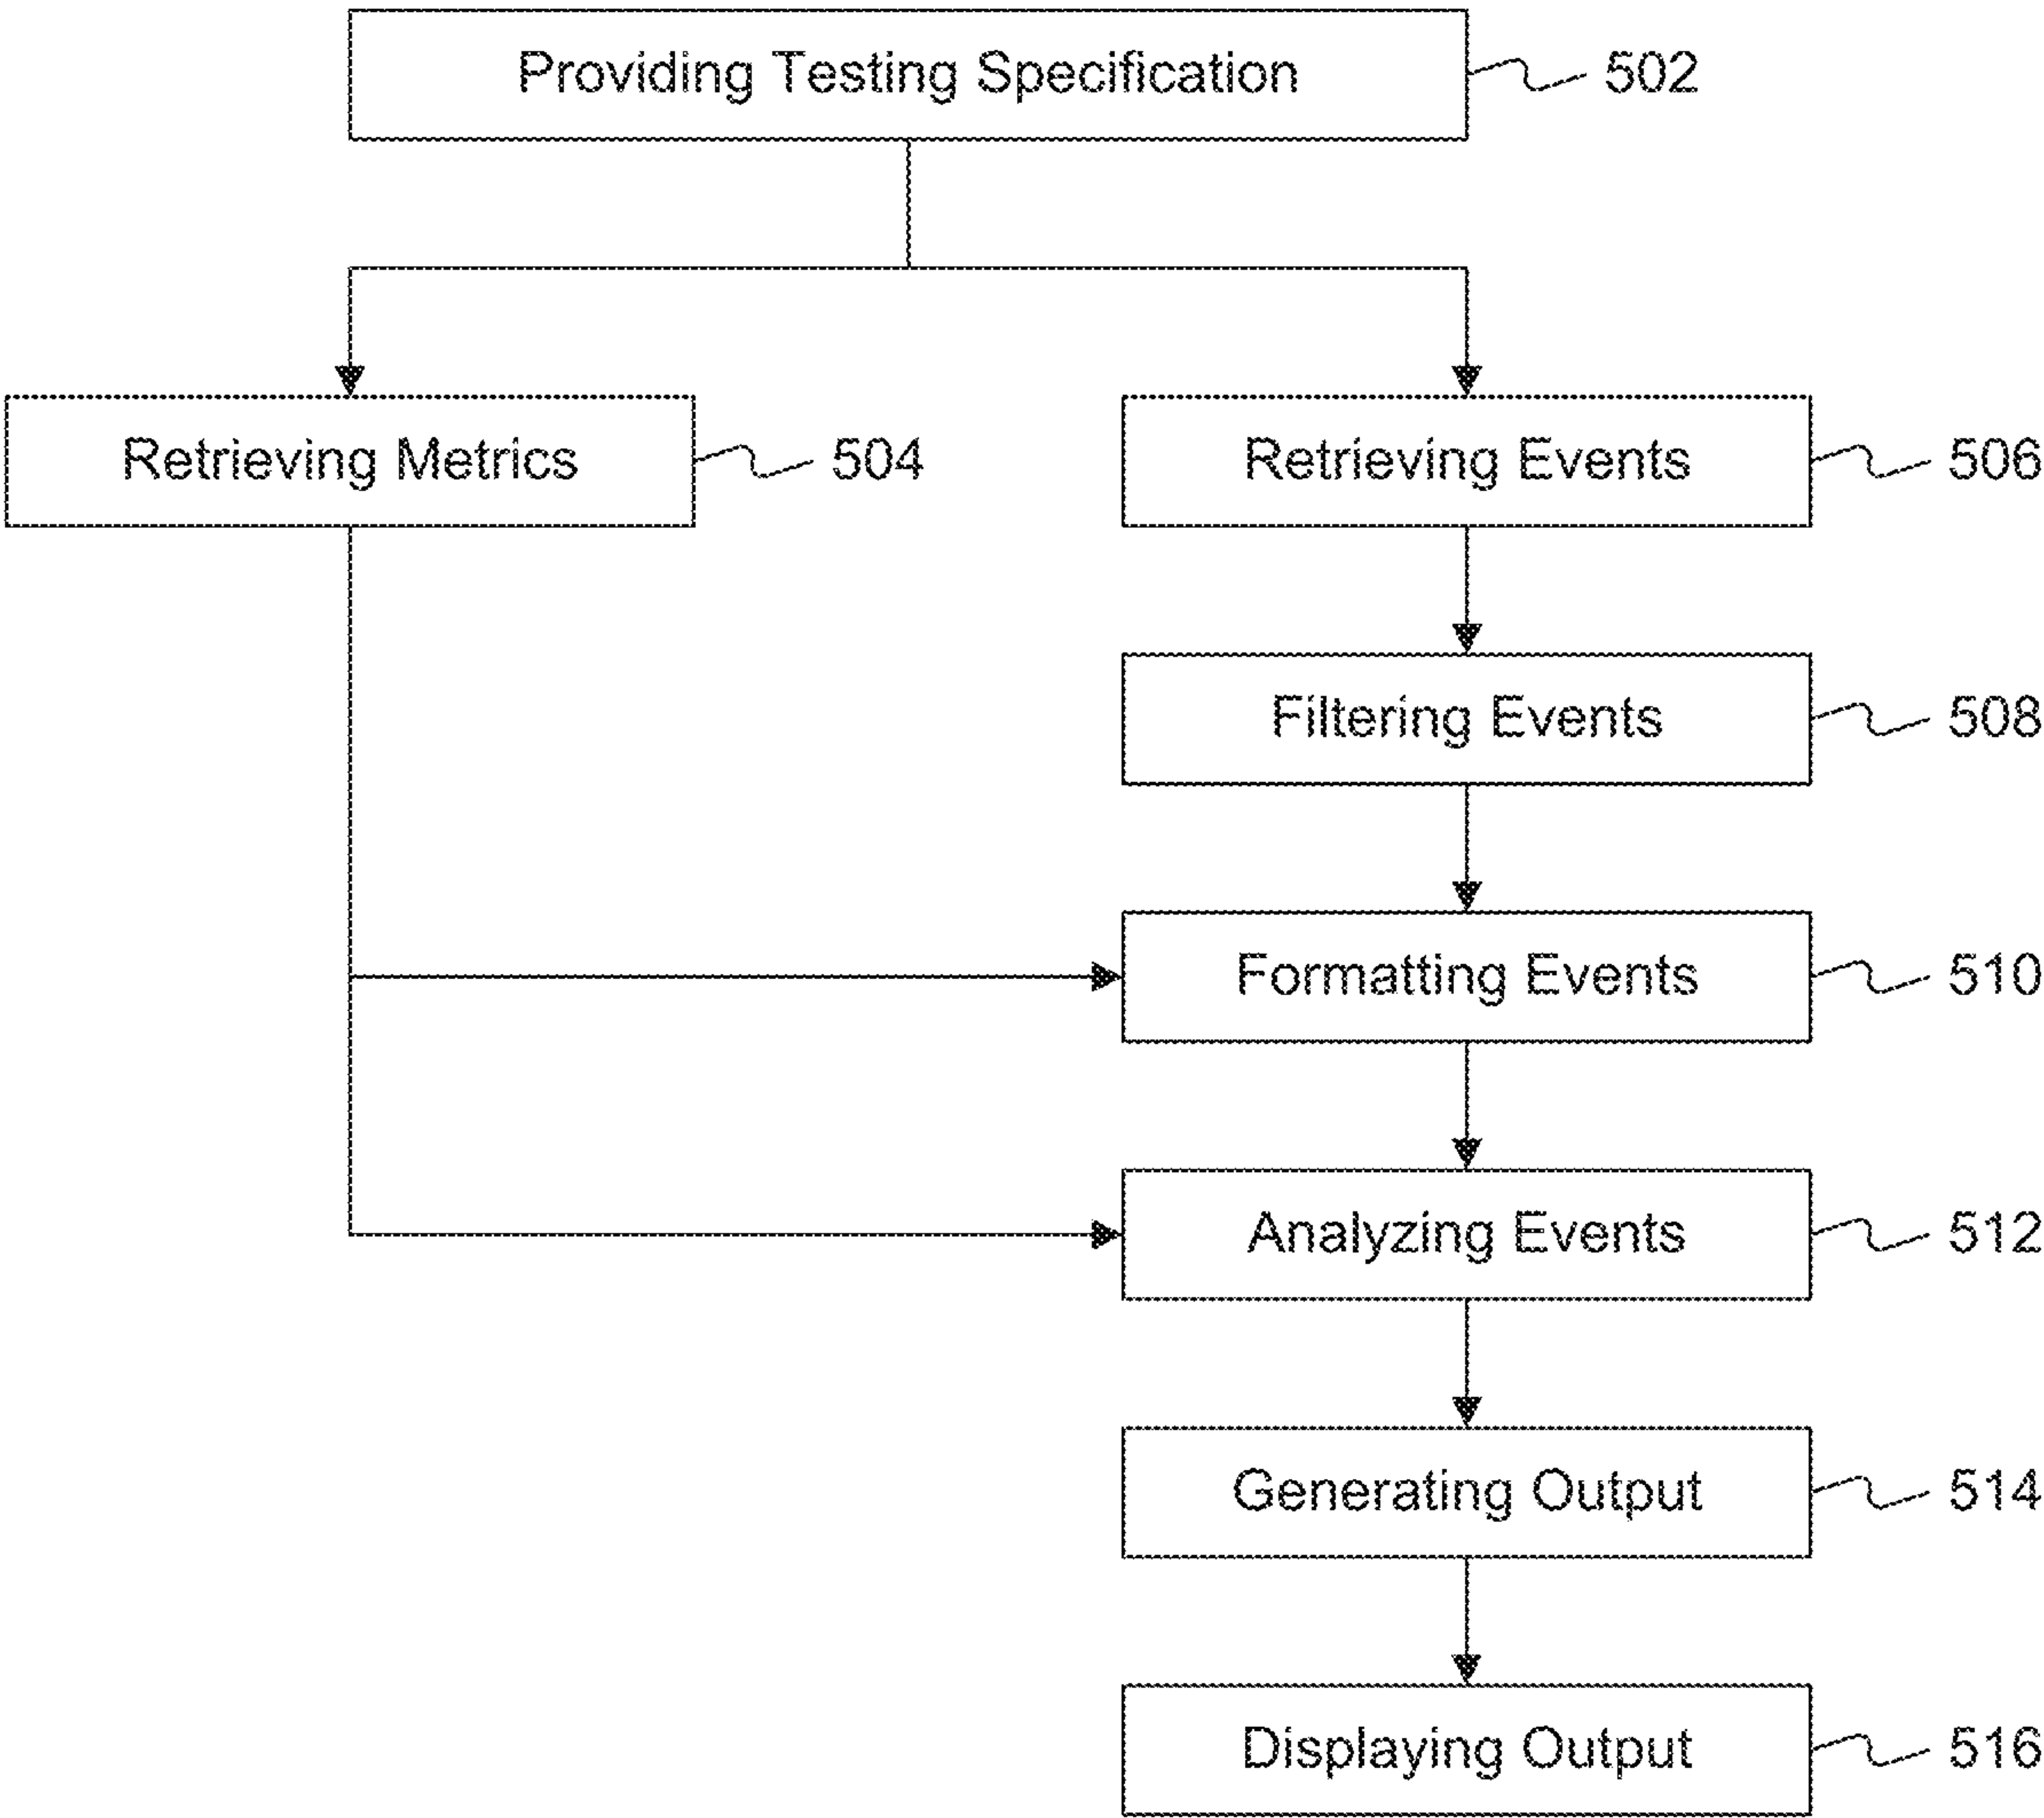 Providing Testing Specification 502
Retrieving Metrics 504
Retrieving Events 506
Filtering Events 508
Formatting Events 510
Analyzing Events 512
Generating Output 514
Displaying Output 516